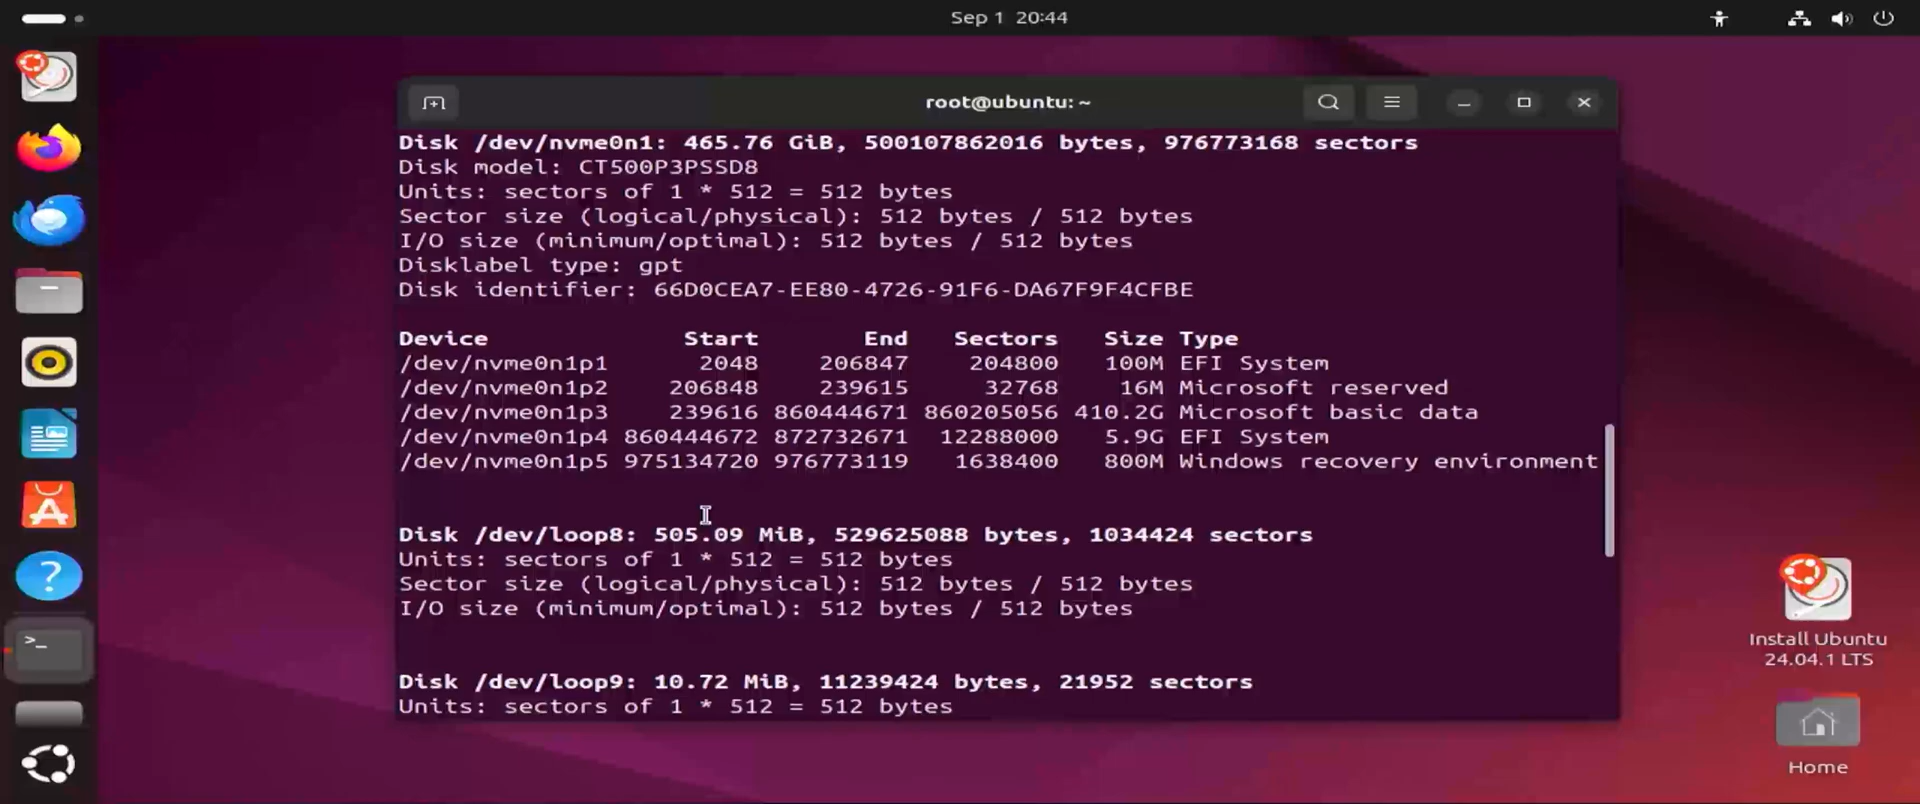 Sep 1 20:44
root@ubuntu: ~
Disk /dev/nvme0n1: 465.76 GiB, 500107862016 bytes, 976773168 sectors
Disk model: CT500P3PSSD8
Units: sectors of 1 * 512 = 512 bytes
Sector size (logical/physical): 512 bytes / 512 bytes
I/O size (minimum/optimal): 512 bytes / 512 bytes
Disklabel type: gpt
Disk identifier: 66D0CEA7-EE80-4726-91F6-DA67F9F4CFBE
Device Start End Sectors Size Type
/dev/nvme0n1p1 2048 206847 204800 100M EFI System
/dev/nvme0n1p2 206848 239615 32768 16M Microsoft reserved
/dev/nvme0n1p3 239616 860444671 860205056 410.2G Microsoft basic data
/dev/nvme0n1p4 860444672 872732671 12288000 5.9G EFI System
/dev/nvme0n1p5 975134720 976773119 1638400 800M Windows recovery environment
Disk /dev/loop8: 505.09 MiB, 529625088 bytes, 1034424 sectors
Units: sectors of 1 * 512 = 512 bytes
Sector size (logical/physical): 512 bytes / 512 bytes
I/O size (minimum/optimal): 512 bytes / 512 bytes
Disk /dev/loop9: 10.72 MiB, 11239424 bytes, 21952 sectors
Units: sectors of 1 * 512 = 512 bytes
Install Ubuntu
24.04.1 LTS
Home